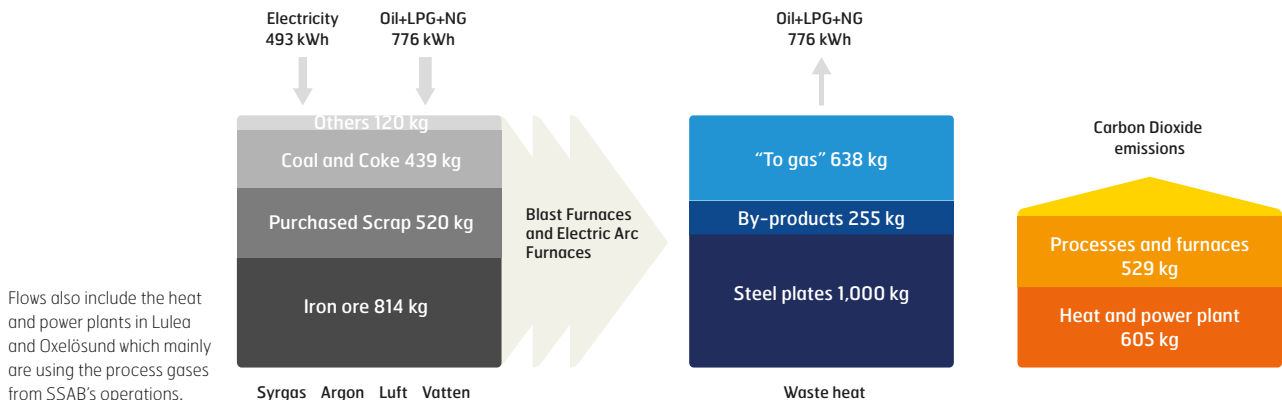 Electricity
493 kWh
Oil+LPG+NG
776 kWh
Oil+LPG+NG
776 kWh
Others 120 kg
Coal and Coke 439 kg
Purchased Scrap 520 kg
Iron ore 814 kg
Syrgas Argon Luft Vatten
Blast Furnaces
and Electric Arc
Furnaces
"To gas" 638 kg
By-products 255 kg
Steel plates 1,000 kg
Waste heat
Carbon Dioxide
emissions
Processes and furnaces
529 kg
Heat and power plant
605 kg
Flows also include the heat
and power plants in Lulea
and Oxelösund which mainly
are using the process gases
from SSAB's operations.